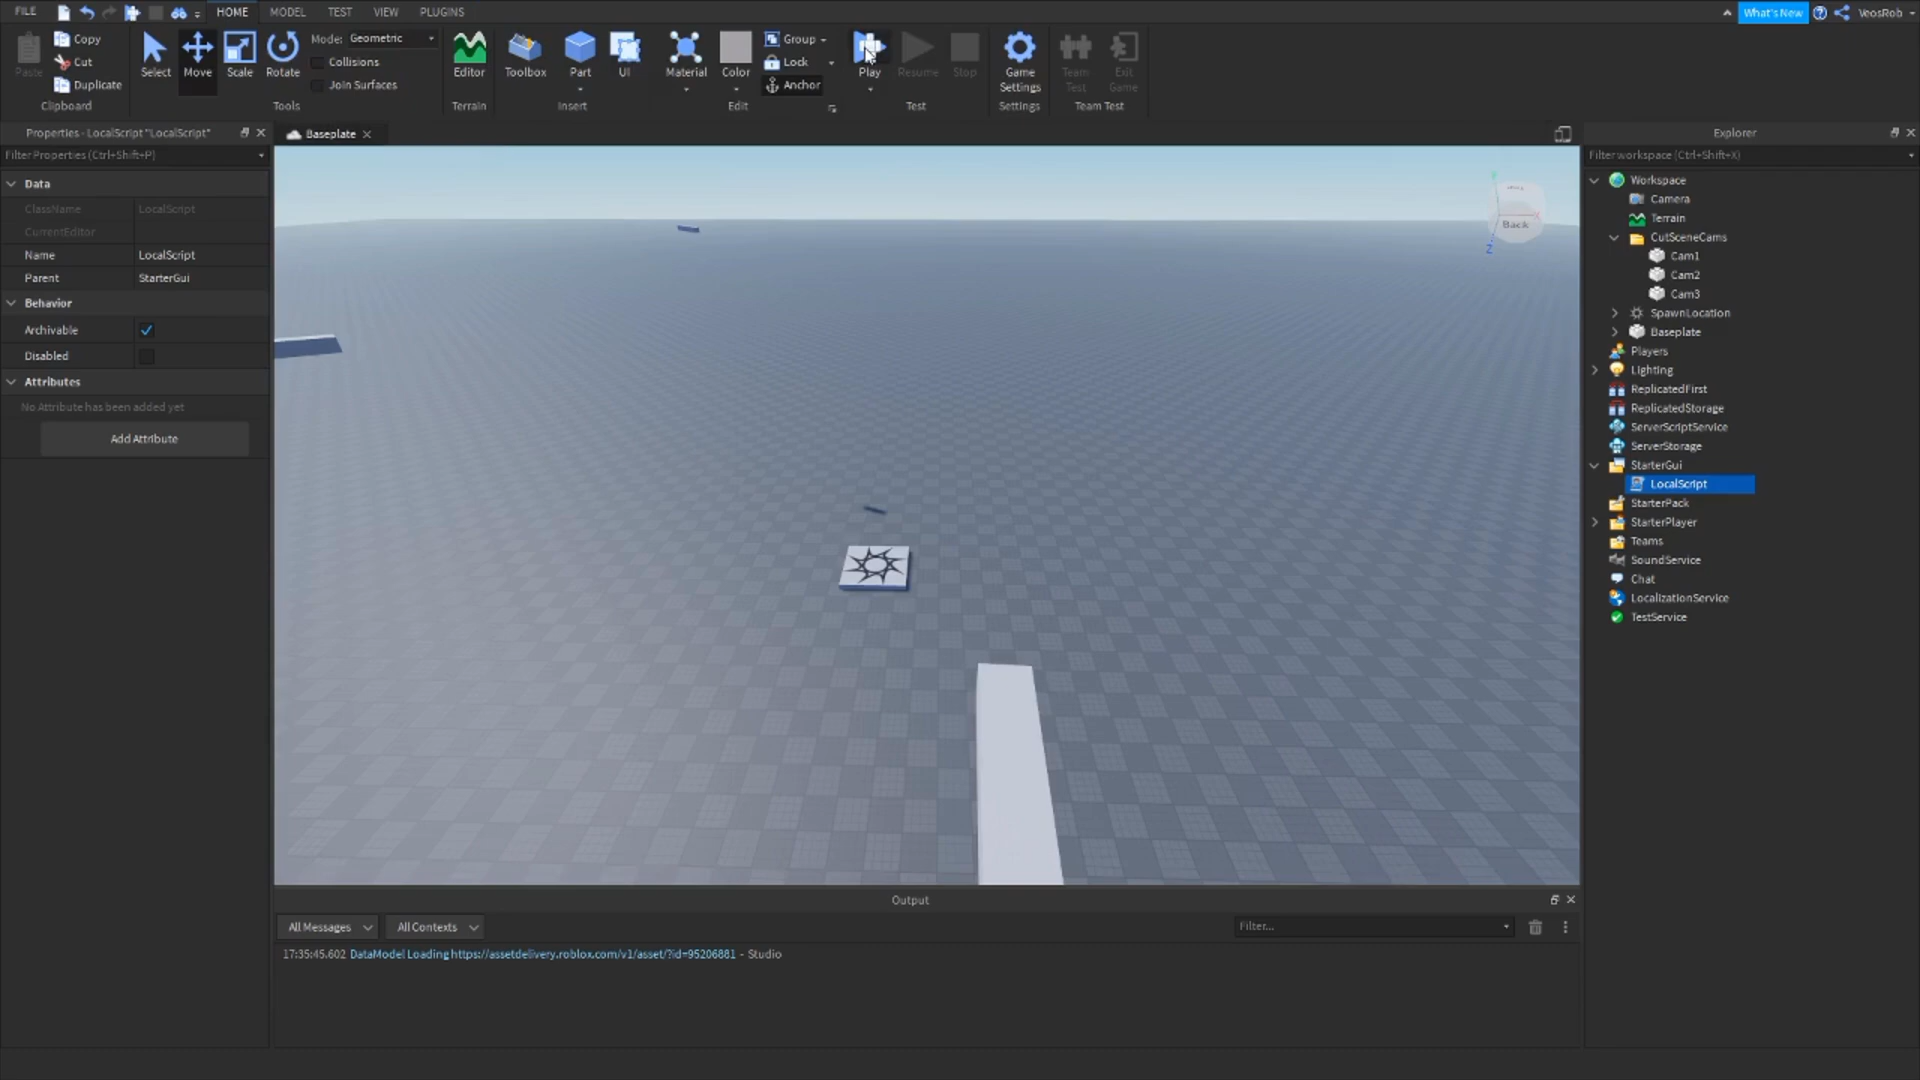 FILE HOME MODEL TEST VIEW PLUGINS What's New VeosRob
Paste Copy Cut Duplicate Clipboard
Select Move Scale Rotate Mode: Geometric Collisions Join Surfaces Tools
Editor Terrain
Toolbox Part UI Insert
Material Color Group Lock Anchor Edit
Play Resume Stop Test
Game Settings Settings
Team Test Exit Game Team Test
Properties - LocalScript "LocalScript"
Filter Properties (Ctrl+Shift+P)
Data
ClassName LocalScript
CurrentEditor
Name LocalScript
Parent StarterGui
Behavior
Archivable
Disabled
Attributes
No Attribute has been added yet
Add Attribute
Baseplate
Back
X
Z
Output
All Messages All Contexts Filter...
17:35:45.602 DataModel Loading https://assetdelivery.roblox.com/v1/asset/?id=95206881 - Studio
Explorer
Filter workspace (Ctrl+Shift+X)
Workspace
Camera
Terrain
CutSceneCams
Cam1
Cam2
Cam3
SpawnLocation
Baseplate
Players
Lighting
ReplicatedFirst
ReplicatedStorage
ServerScriptService
ServerStorage
StarterGui
LocalScript
StarterPack
StarterPlayer
Teams
SoundService
Chat
LocalizationService
TestService